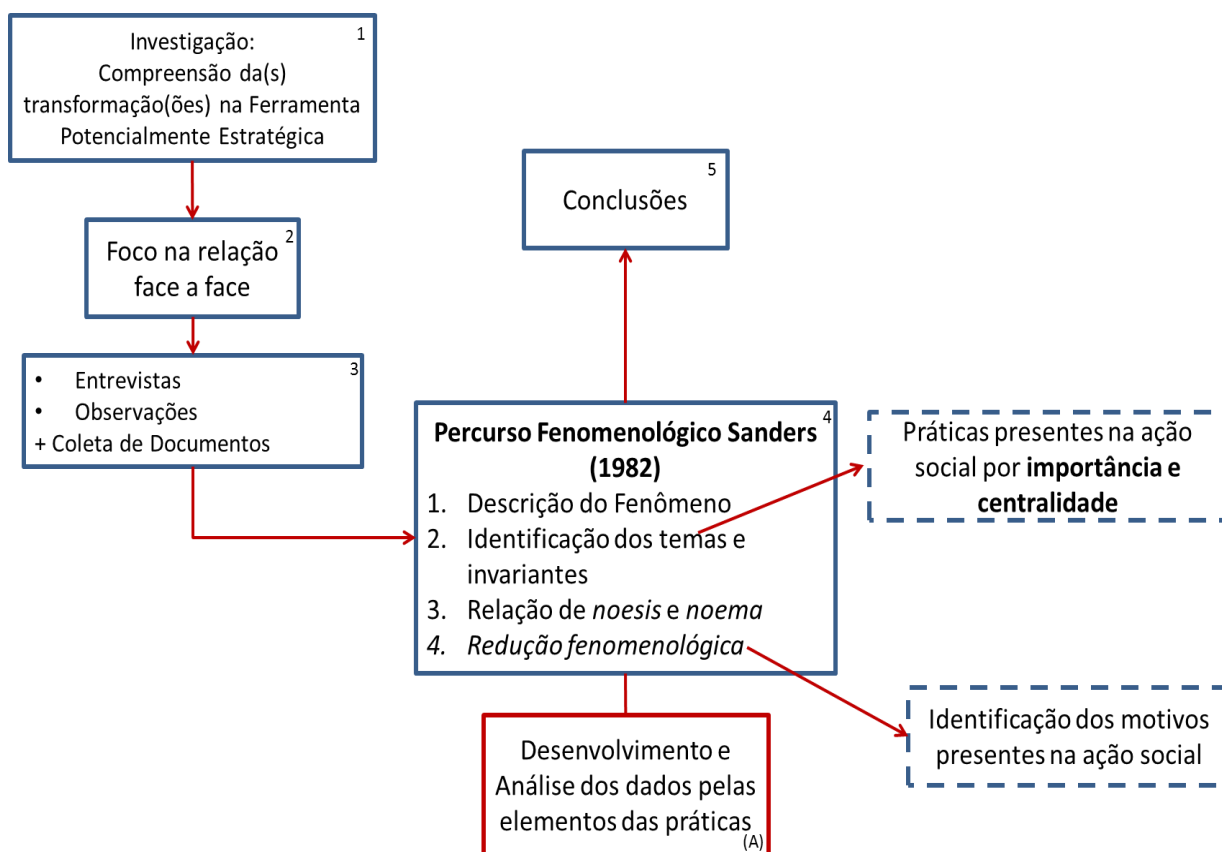 1
Investigação:
Compreensão da(s)
transformação(ões) na Ferramenta
Potencialmente Estratégica
2
Foco na relação
face a face
3
• Entrevistas
• Observações
+ Coleta de Documentos
4
Percurso Fenomenológico Sanders
(1982)
1. Descrição do Fenômeno
2. Identificação dos temas e
invariantes
3. Relação de noesis e noema
4. Redução fenomenológica
5
Conclusões
Práticas presentes na ação
social por importância e
centralidade
Identificação dos motivos
presentes na ação social
Desenvolvimento e
Análise dos dados pelas
elementos das práticas
(A)